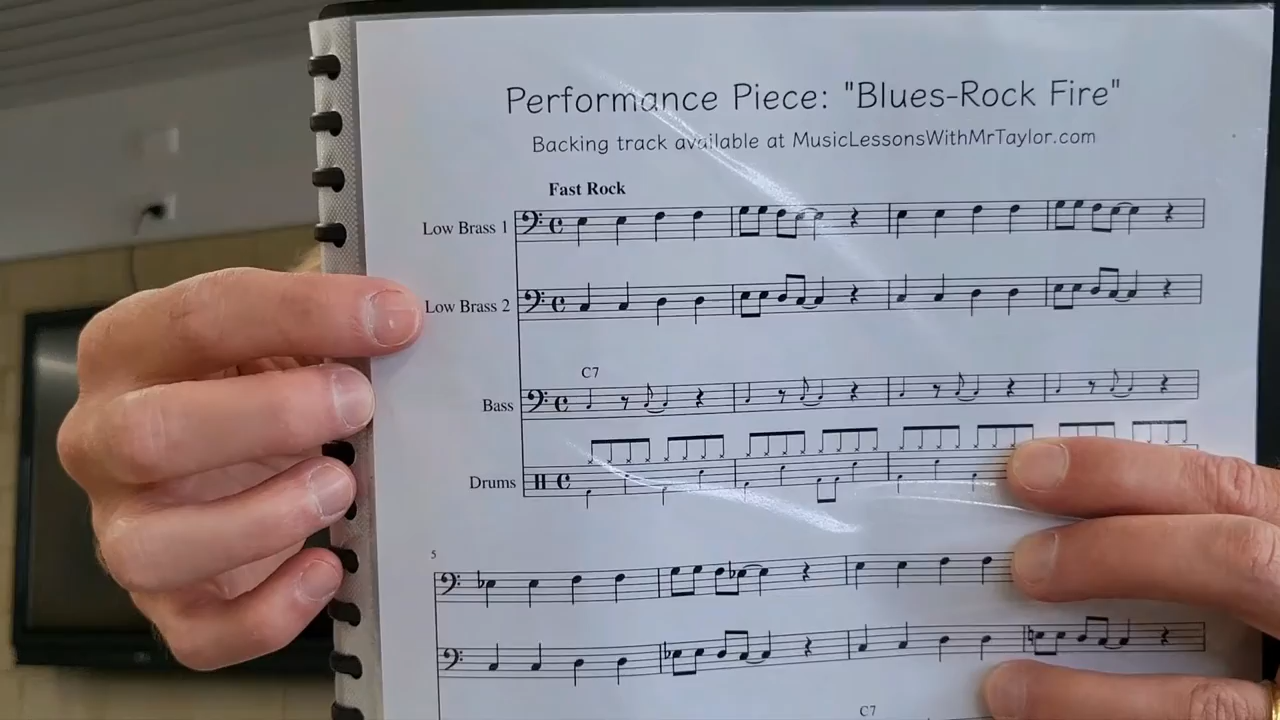 Performance Piece: "Blues-Rock Fire"
Backing track available at MusicLessonsWithMrTaylor.com
Fast Rock
Low Brass 1
Low Brass 2
C7
Bass
Drums
5
C7